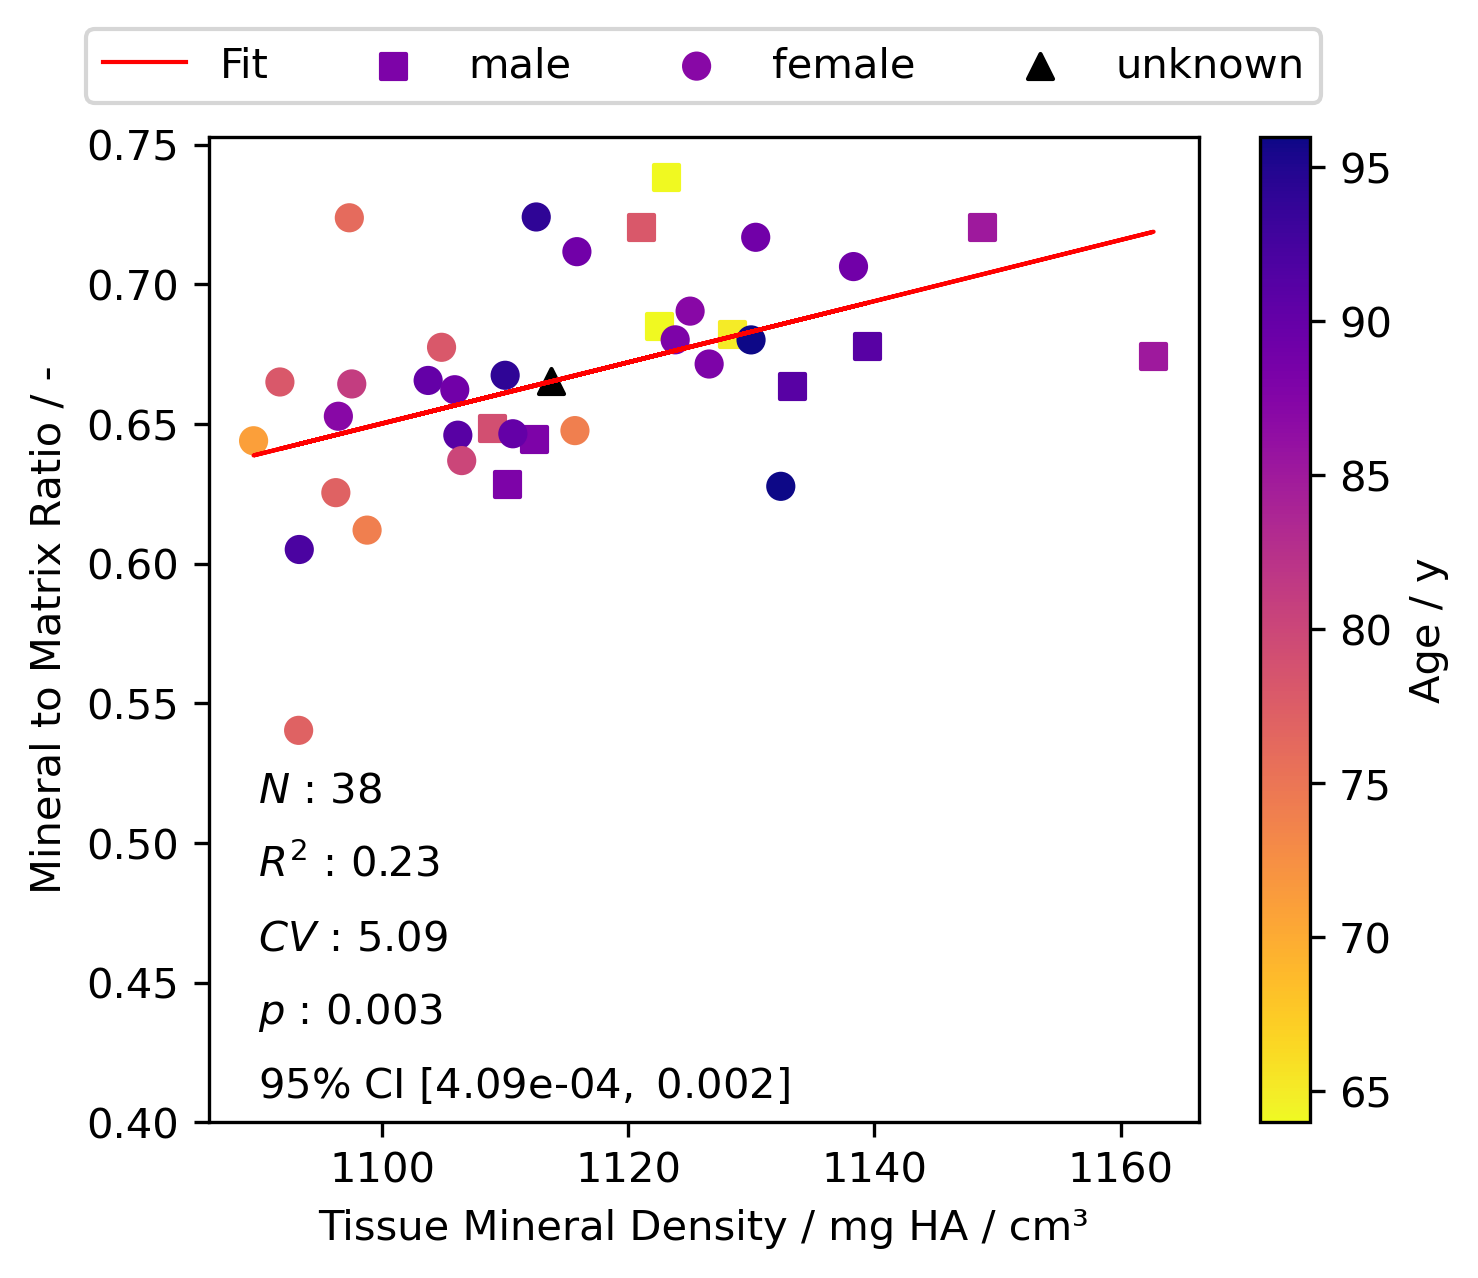 Fit male female unknown
0.75
0.70
0.65
0.60
0.55
0.50
0.45
0.40
Mineral to Matrix Ratio / -
N : 38
R² : 0.23
CV : 5.09
p : 0.003
95% CI [4.09e-04, 0.002]
1100 1120 1140 1160
Tissue Mineral Density / mg HA / cm³
95
90
85
80
75
70
65
Age / y